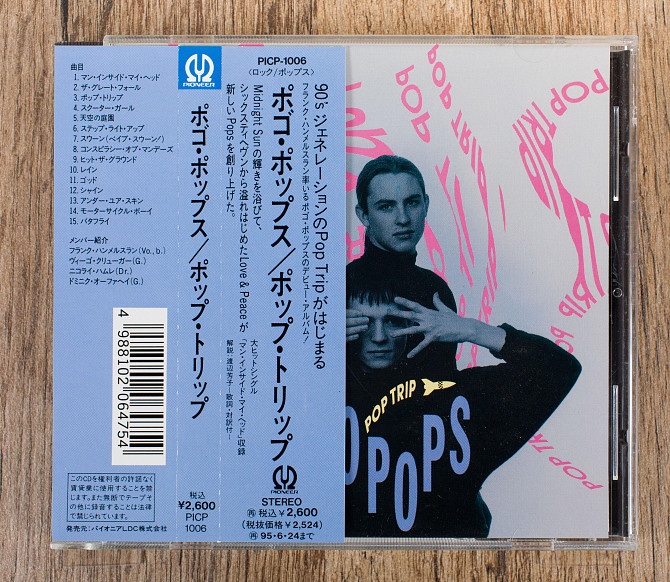 曲目
1. マン・インサイド・マイ・ヘッド
2. ザ・グレート・フォール
3. ポップ・トリップ
4. スクーター・ガール
5. 天空の庭園
6. ステップ・ライト・アップ
7. スワーン(ベイブ・スワーン!)
8. コンスピラシー・オブ・マンデーズ
9. ヒット・ザ・グラウンド
10. レイン
11. ゴッド
12. シャイン
13. アンダー・ユア・スキン
14. モーターサイクル・ボーイ
15. バタフライ
メンバー紹介
フランク・ハンメルスラン(Vo., b.)
ヴィーゴ・クリューガー(G.)
ニコライ・ハムレ(Dr.)
ドミニク・オーファヘイ(G.)
4 988102 064754
このCDを権利者の許諾なく
賃貸業に使用することを禁
じます。また無断でテープそ
の他に録音することは法律
で禁じられています。
発売元:パイオニアLDC株式会社
PIONEER
ポゴ・ポップス/ポップ・トリップ
税込
¥2,600
PICP
1006
PICP-1006
〈ロック/ポップス〉
90's ジェネレーションのPop Tripがはじまる
フランク・ハンメルスラン率いるポゴ・ポップスのデビュー・アルバム!
Midnight Sunの輝きを浴びて、
シックスティヘヴンから溢れはじめたLove & Peaceが
新しいPopsを創り上げた。
ポゴ・ポップス/ポップ・トリップ
大ヒットシングル
「マン・インサイド・マイ・ヘッド」収録
解説:渡辺芳子―歌詞・対訳付―
PIONEER
STEREO
再 税込¥2,600
(税抜価格¥2,524)
再 95・6・24まで
POP TRIP
POPS
POP TRIP
POP TRIP